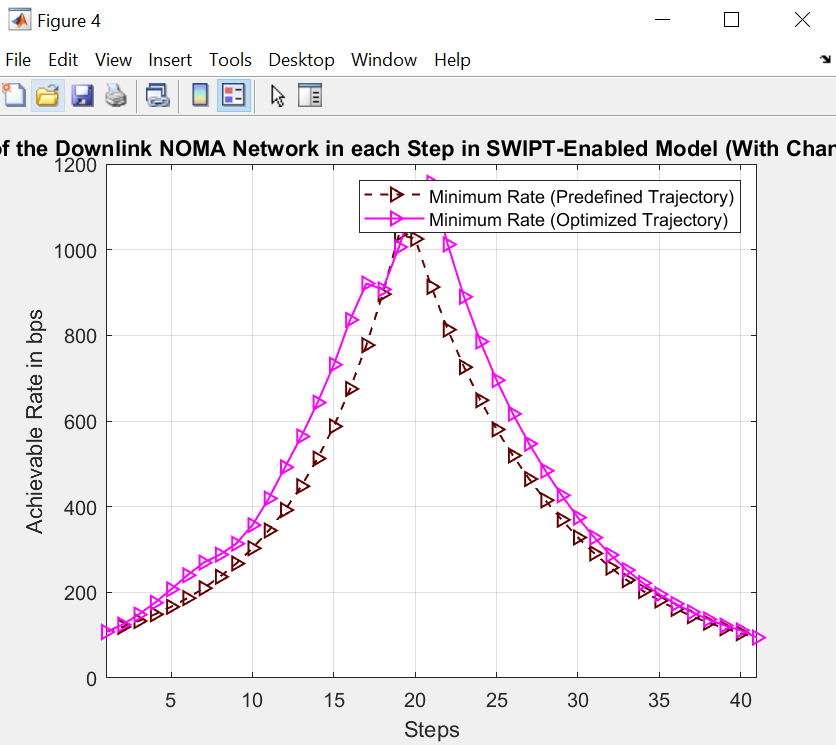 Figure 4
File Edit View Insert Tools Desktop Window Help
of the Downlink NOMA Network in each Step in SWIPT-Enabled Model (With Chan
1200
1000
800
600
400
200
0
Minimum Rate (Predefined Trajectory)
Minimum Rate (Optimized Trajectory)
Achievable Rate in bps
5 10 15 20 25 30 35 40
Steps